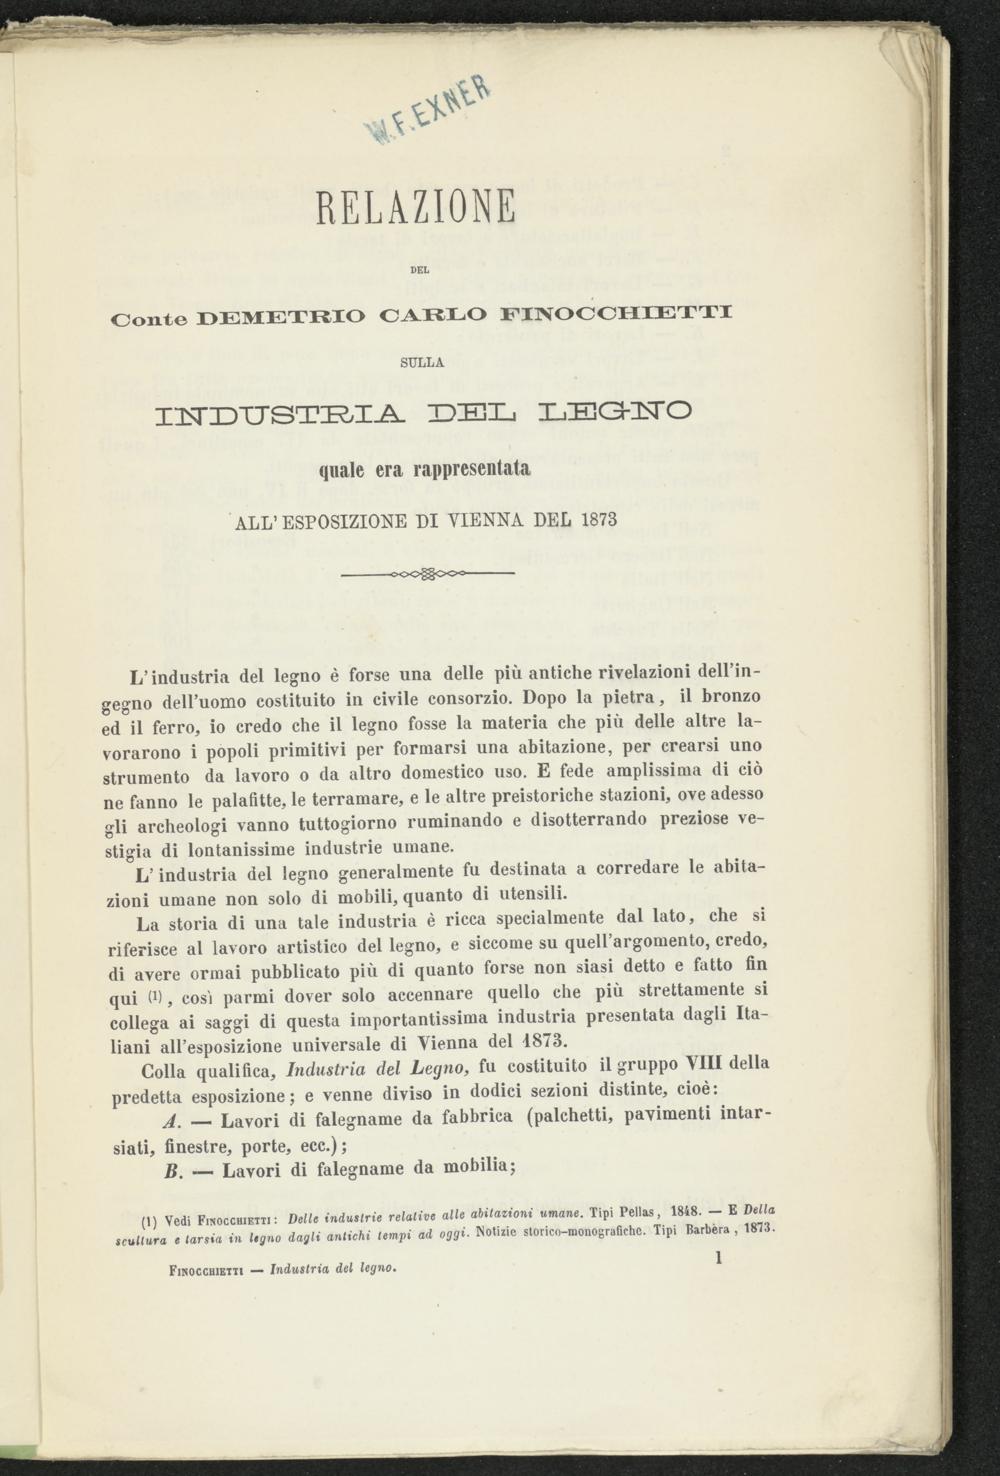 W.F.EXNER
RELAZIONE
DEL
Conte DEMETRIO CARLO FINOCCHIETTI
SULLA
INDUSTRIA DEL LEGNO
quale era rappresentata
ALL' ESPOSIZIONE DI VIENNA DEL 1873
L'industria del legno è forse una delle più antiche rivelazioni dell'in-
gegno dell'uomo costituito in civile consorzio. Dopo la pietra, il bronzo
ed il ferro, io credo che il legno fosse la materia che più delle altre la-
vorarono i popoli primitivi per formarsi una abitazione, per crearsi uno
strumento da lavoro o da altro domestico uso. E fede amplissima di ciò
ne fanno le palafitte, le terramare, e le altre preistoriche stazioni, ove adesso
gli archeologi vanno tuttogiorno ruminando e disotterrando preziose ve-
stigia di lontanissime industrie umane.
L'industria del legno generalmente fu destinata a corredare le abita-
zioni umane non solo di mobili, quanto di utensili.
La storia di una tale industria è ricca specialmente dal lato, che si
riferisce al lavoro artistico del legno, e siccome su quell'argomento, credo,
di avere ormai pubblicato più di quanto forse non siasi detto e fatto fin
qui (1), così parmi dover solo accennare quello che più strettamente si
collega ai saggi di questa importantissima industria presentata dagli Ita-
liani all'esposizione universale di Vienna del 1873.
Colla qualifica, Industria del Legno, fu costituito il gruppo VIII della
predetta esposizione; e venne diviso in dodici sezioni distinte, cioè:
A. — Lavori di falegname da fabbrica (palchetti, pavimenti intar-
siati, finestre, porte, ecc.);
B. — Lavori di falegname da mobilia;
(1) Vedi FINOCCHIETTI: Delle industrie relative alle abitazioni umane. Tipi Pellas, 1848. — E Della
scultura e tarsia in legno dagli antichi tempi ad oggi. Notizie storico-monografiche. Tipi Barbèra, 1873.
FINOCCHIETTI — Industria del legno.
1